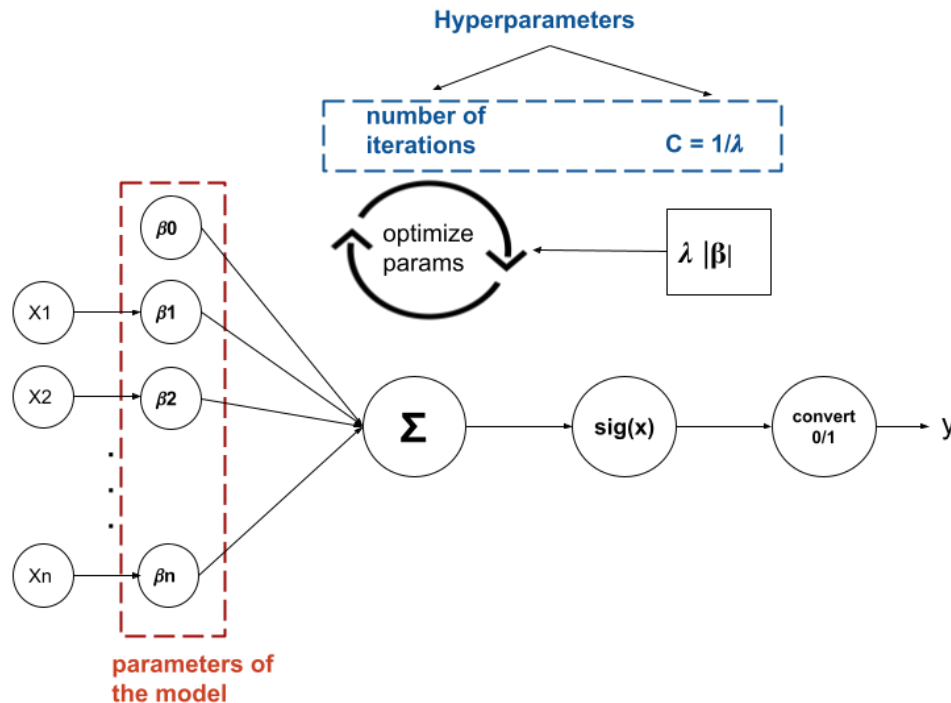 Hyperparameters
number of
iterations
C = 1/λ
β0
optimize
params
λ |β|
X1
β1
X2
β2
Σ
sig(x)
convert
0/1
y
.
.
.
Xn
βn
parameters of
the model